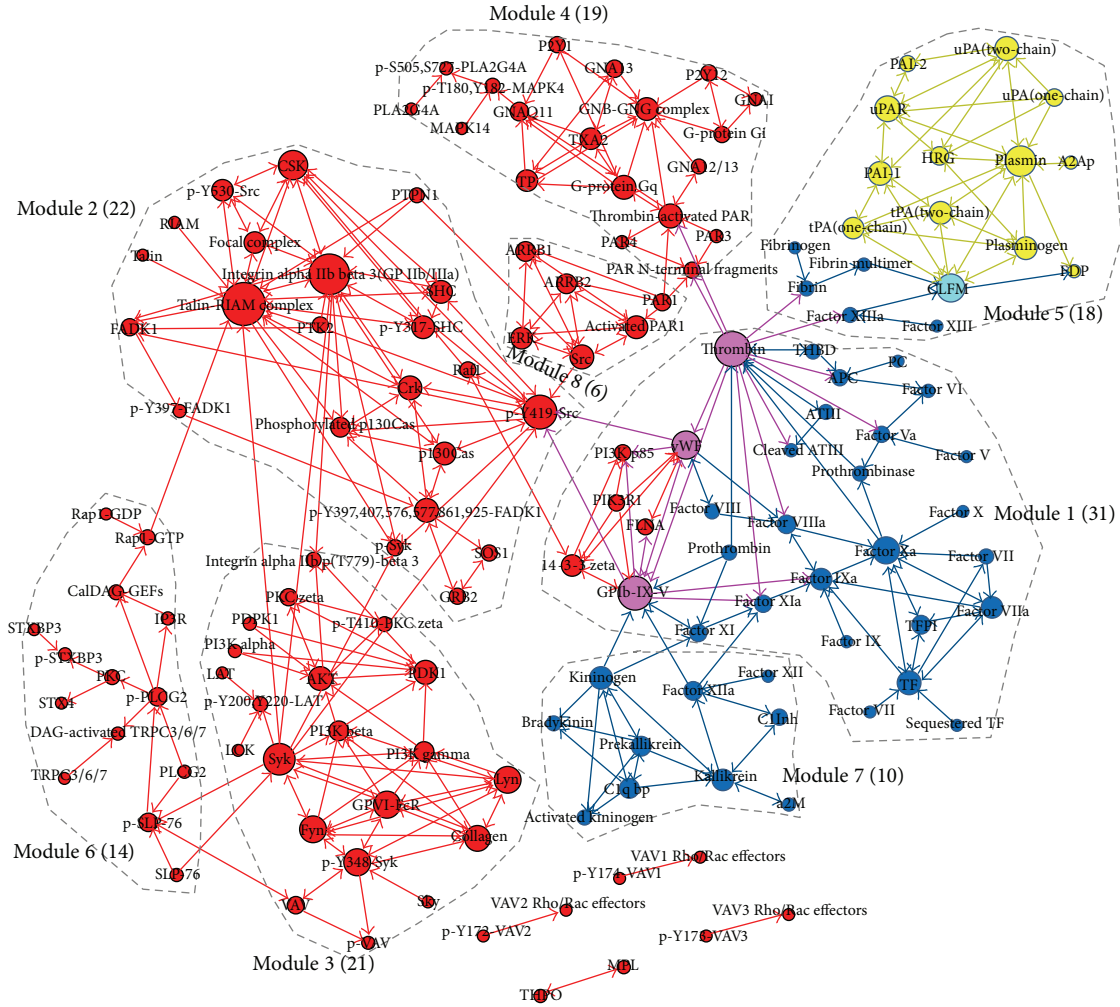 Module 4 (19)
P2Y1
p-S505,S727-PLA2G4A
GNA13
P2Y12
p-T180,Y182-MAPK4
PLA2G4A
GNAQ11
GNB-GNG complex
GNAI
MAPK14
TXA2
G-protein Gi
GNA12/13
TP
G-protein Gq
Thrombin-activated PAR
PAR4
PAR3
PAR N-terminal fragments
uPA(two-chain)
PAI-2
uPA(one-chain)
uPAR
HRG
Plasmin
A2Ap
PAI-1
tPA(two-chain)
tPA(one-chain)
Plasminogen
Fibrinogen
Fibrin multimer
FDP
Fibrin
CLFM
Factor XIIIa
Factor XIII
Module 5 (18)
CSK
p-Y530-Src
PTPN1
Module 2 (22)
RIAM
Talin
Focal complex
Integrin alpha IIb beta 3(GP IIb/IIIa)
SHC
Talin-RIAM complex
FADK1
PTK2
p-Y317-SHC
Raf1
Crk
p-Y397-FADK1
Phosphorylated p130Cas
p-Y419-Src
p130Cas
p-Y397,407,576,577,861,925-FADK1
p-Syk
SOS1
GRB2
ARRB1
ARRB2
PAR1
ERK
Activated PAR1
Src
Module 8 (6)
Thrombin
THBD
PC
APC
Factor VI
ATIII
Cleaved ATIII
Factor Va
Factor V
Prothrombinase
vWF
PI3K p85
PIK3R1
FLNA
14-3-3 zeta
GPIb-IX-V
Factor VIII
Factor VIIIa
Factor X
Module 1 (31)
Prothrombin
Factor Xa
Factor VII
Factor IXa
Factor XIa
Factor VIIa
TFPI
Factor XI
Factor IX
TF
Factor VII
Sequestered TF
Rap1-GDP
Rap1-GTP
CalDAG-GEFs
IP3R
STXBP3
p-STXBP3
PKC
STX4
p-PLCG2
DAG-activated TRPC3/6/7
TRPC3/6/7
PLCG2
p-SLP-76
Module 6 (14)
SLP-76
Integrin alpha IIb p(T779)-beta 3
PKC zeta
PDPK1
p-T410-PKC zeta
PI3K alpha
LAT
AKT
PDK1
p-Y200,Y220-LAT
PI3K beta
LCK
Syk
PI3K gamma
Lyn
GPVI-FcR
Fyn
Collagen
p-Y348-Syk
VAV
Sky
p-VAV
Module 3 (21)
Kininogen
Factor XIIa
Factor XII
Bradykinin
C1Inh
Prekallikrein
Kallikrein
Module 7 (10)
C1q bp
a2M
Activated kininogen
VAV1 Rho/Rac effectors
p-Y174-VAV1
VAV2 Rho/Rac effectors
p-Y172-VAV2
VAV3 Rho/Rac effectors
p-Y173-VAV3
MPL
THPO